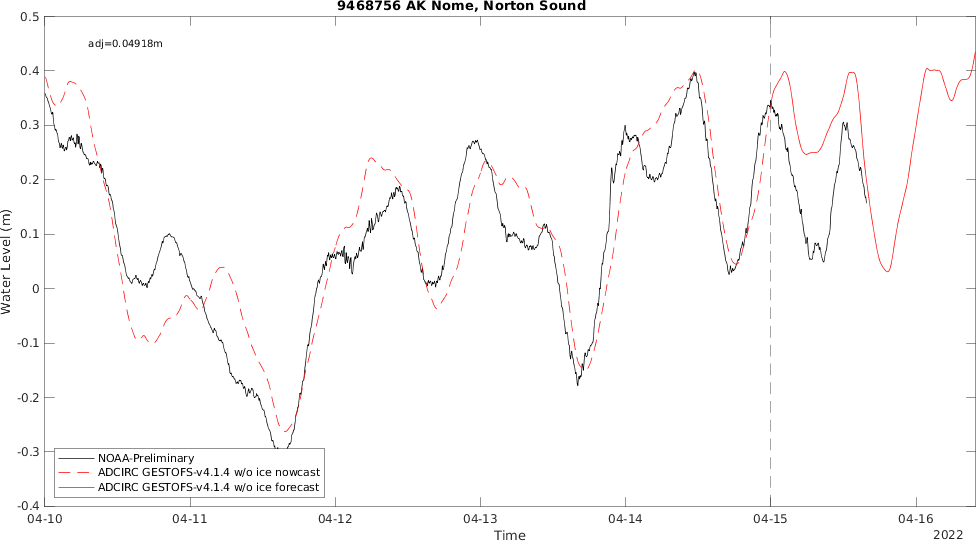 9468756 AK Nome, Norton Sound
adj=0.04918m
0.5
0.4
0.3
0.2
0.1
0
-0.1
-0.2
-0.3
-0.4
Water Level (m)
NOAA-Preliminary
ADCIRC GESTOFS-v4.1.4 w/o ice nowcast
ADCIRC GESTOFS-v4.1.4 w/o ice forecast
04-10 04-11 04-12 04-13 04-14 04-15 04-16
Time
2022